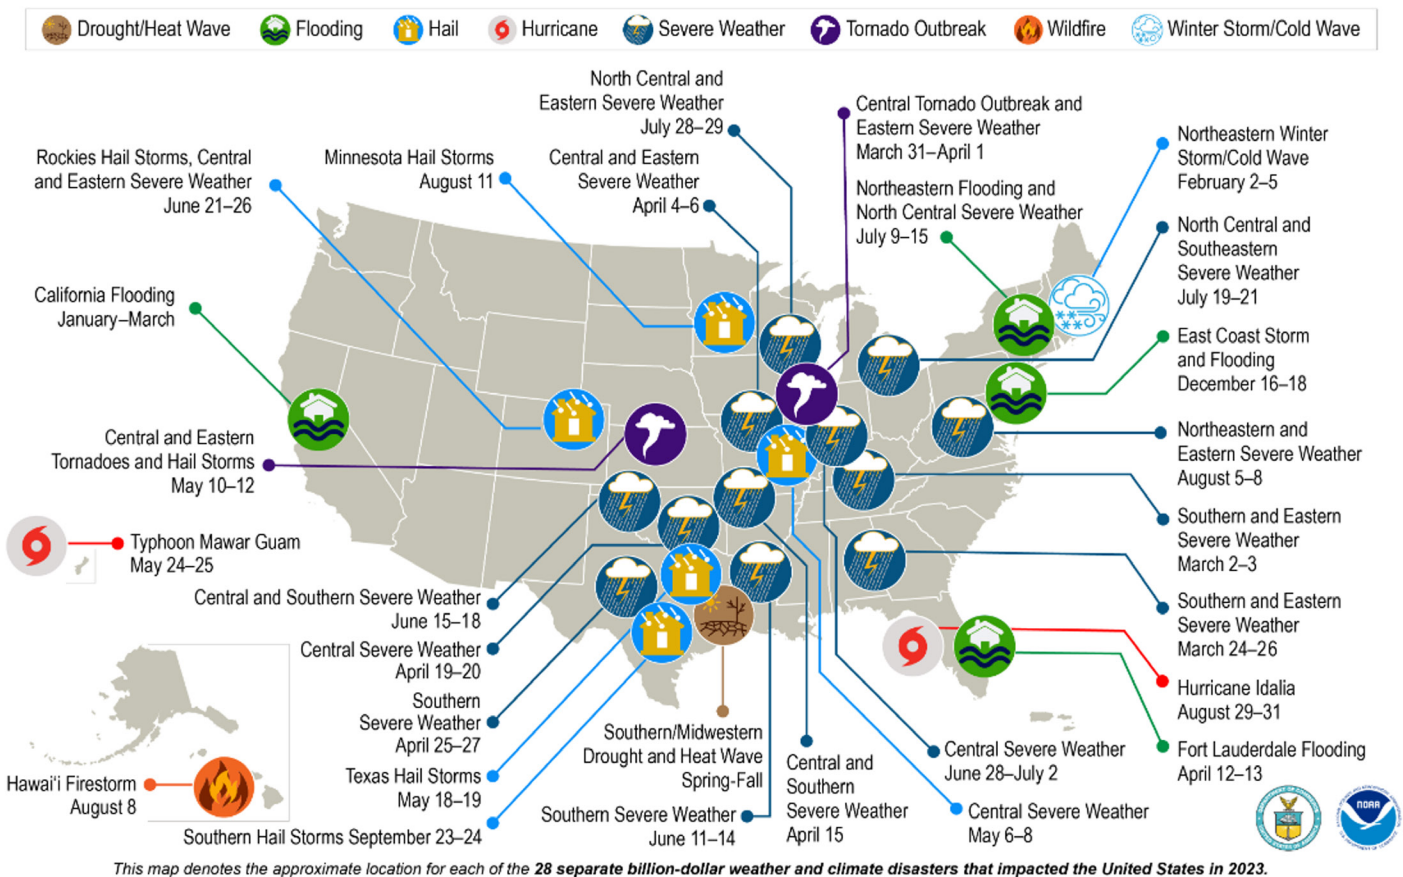 Drought/Heat Wave
Flooding
Hail
Hurricane
Severe Weather
Tornado Outbreak
Wildfire
Winter Storm/Cold Wave
North Central and
Eastern Severe Weather
July 28–29
Central Tornado Outbreak and
Eastern Severe Weather
March 31–April 1
Northeastern Winter
Storm/Cold Wave
February 2–5
Rockies Hail Storms, Central
and Eastern Severe Weather
June 21–26
Minnesota Hail Storms
August 11
Central and Eastern
Severe Weather
April 4–6
Northeastern Flooding and
North Central Severe Weather
July 9–15
North Central and
Southeastern
Severe Weather
July 19–21
California Flooding
January–March
East Coast Storm
and Flooding
December 16–18
Central and Eastern
Tornadoes and Hail Storms
May 10–12
Northeastern and
Eastern Severe Weather
August 5–8
Typhoon Mawar Guam
May 24–25
Southern and Eastern
Severe Weather
March 2–3
Central and Southern Severe Weather
June 15–18
Southern and Eastern
Severe Weather
March 24–26
Central Severe Weather
April 19–20
Southern
Severe Weather
April 25–27
Hurricane Idalia
August 29–31
Southern/Midwestern
Drought and Heat Wave
Spring-Fall
Central and
Southern
Severe Weather
April 15
Central Severe Weather
June 28–July 2
Fort Lauderdale Flooding
April 12–13
Hawai‘i Firestorm
August 8
Texas Hail Storms
May 18–19
Southern Severe Weather
June 11–14
Central Severe Weather
May 6–8
Southern Hail Storms September 23–24
NOAA
This map denotes the approximate location for each of the 28 separate billion-dollar weather and climate disasters that impacted the United States in 2023.